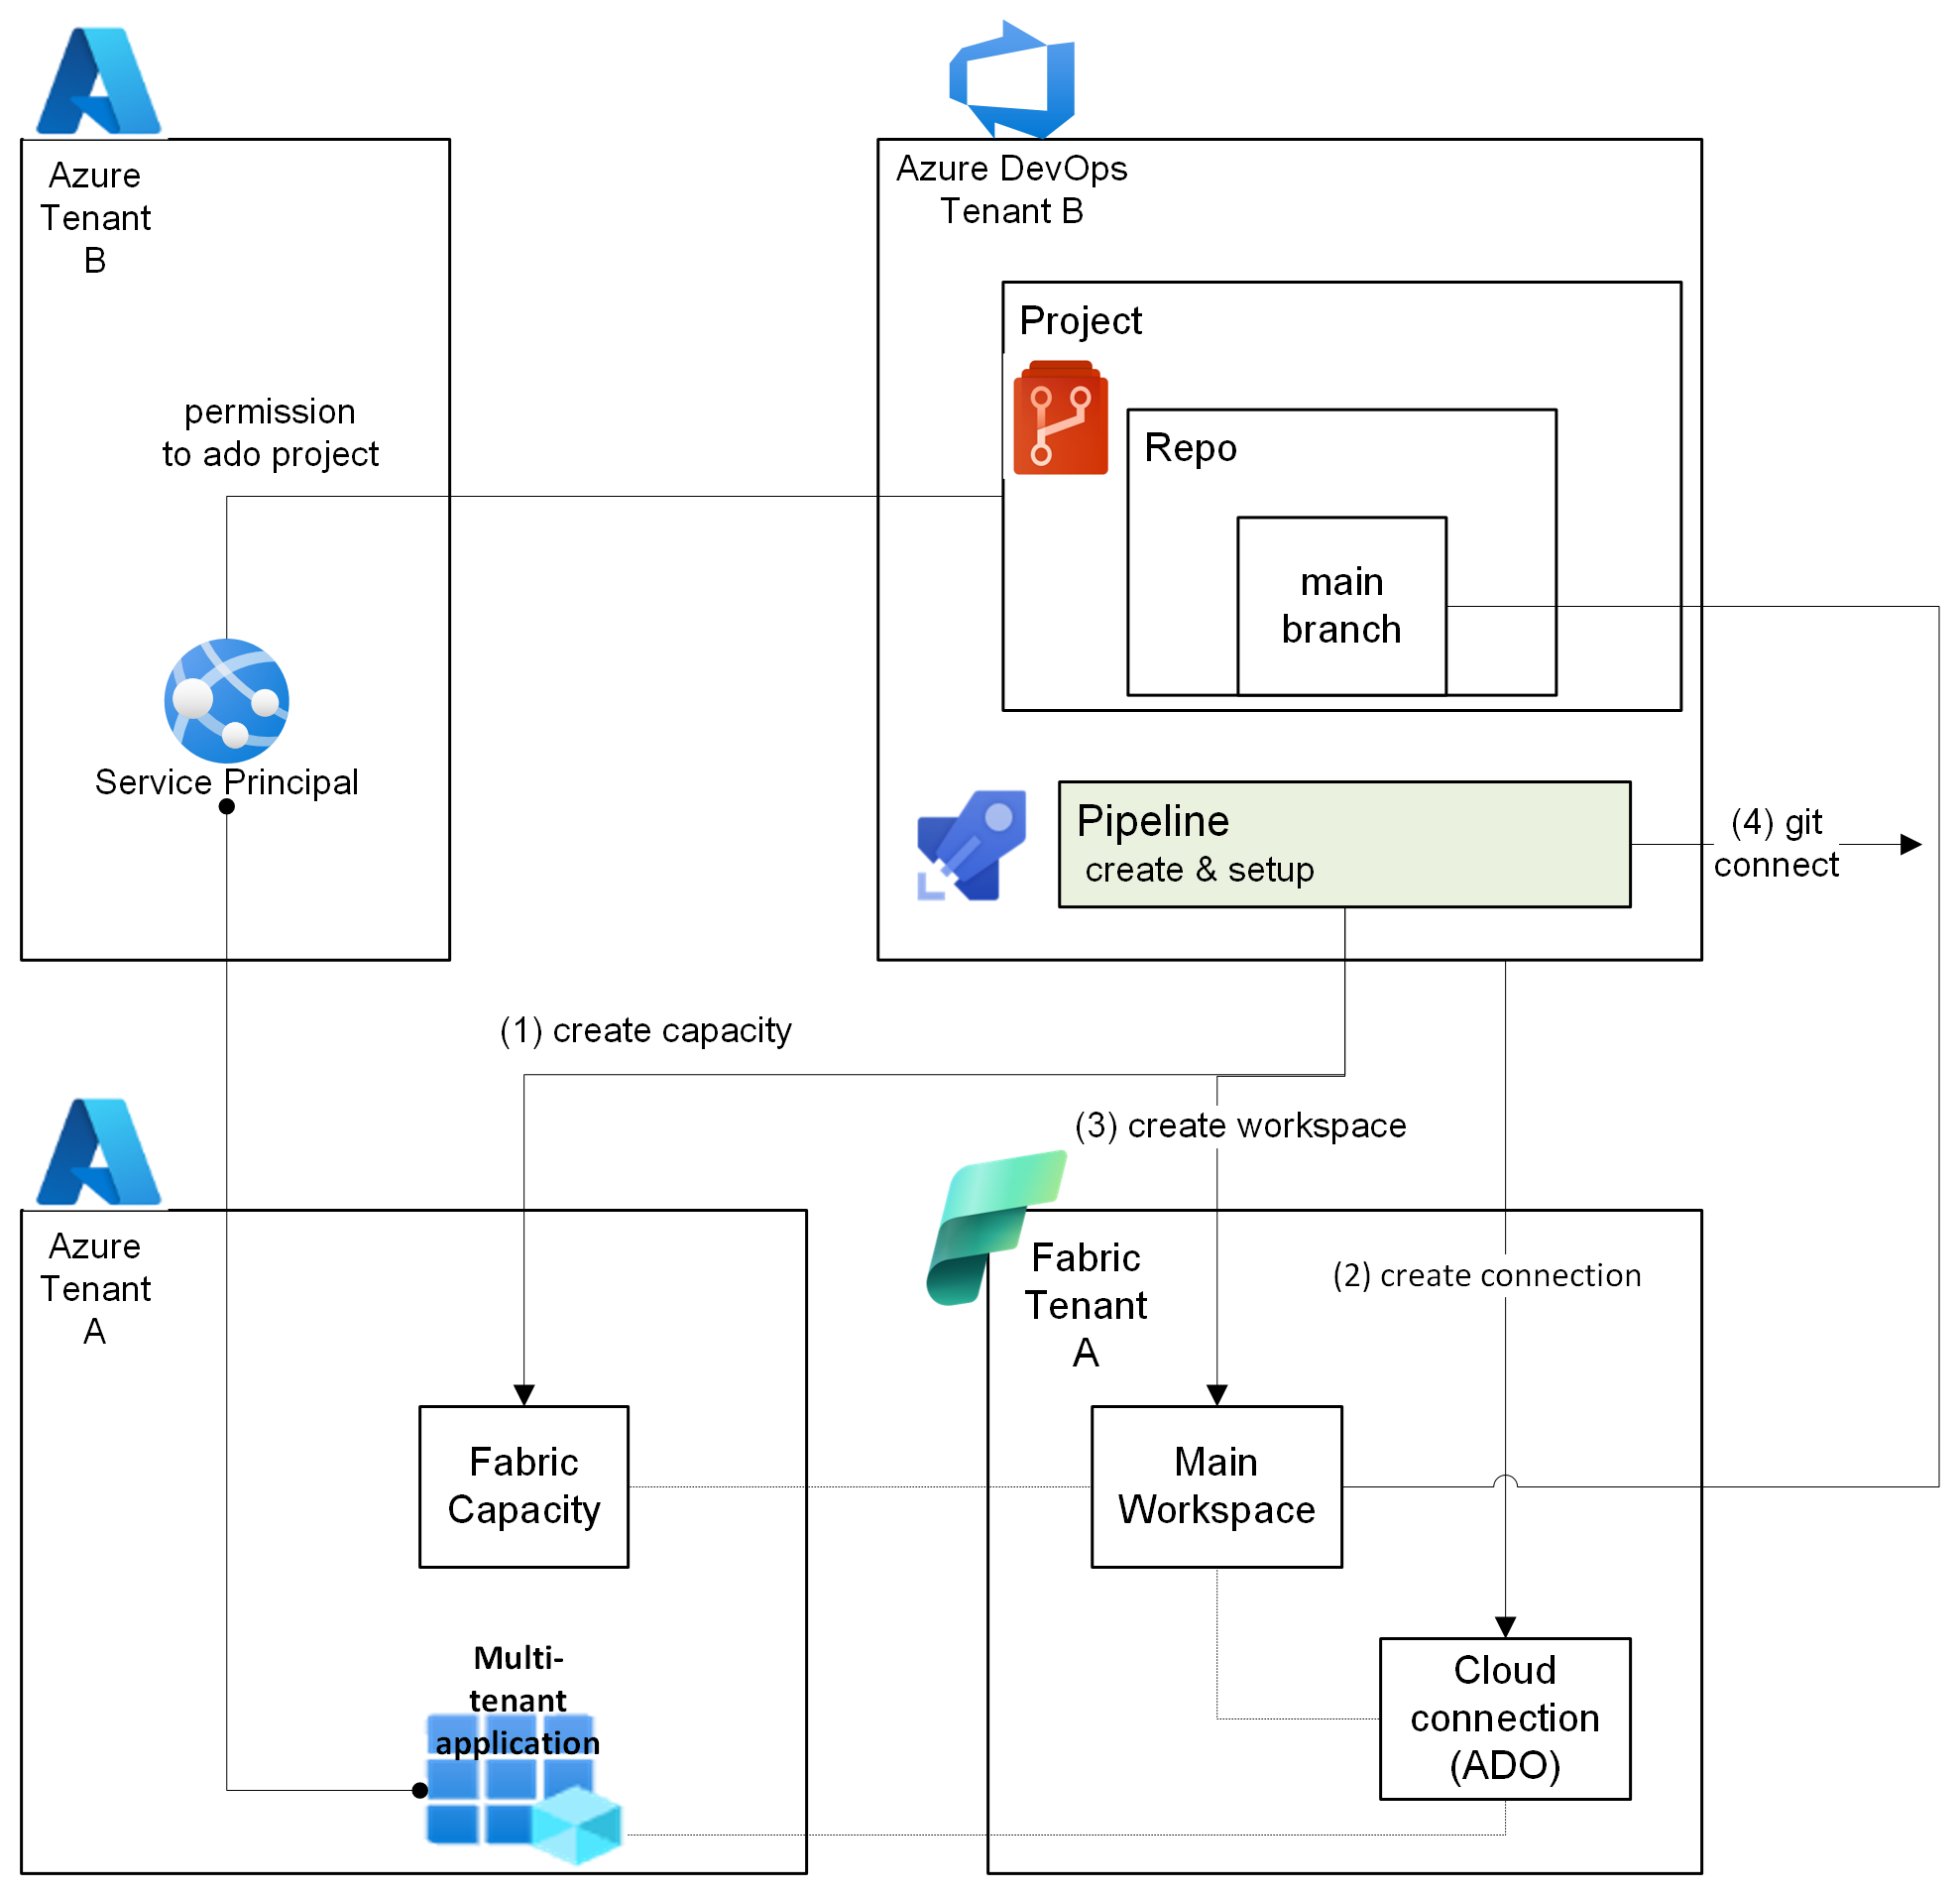 Azure
Tenant
B
Azure DevOps
Tenant B
Project
permission
to ado project
Repo
main
branch
Service Principal
Pipeline
create & setup
(4) git
connect
(1) create capacity
(3) create workspace
Azure
Tenant
A
Fabric
Tenant
A
(2) create connection
Fabric
Capacity
Main
Workspace
Multi-
tenant
application
Cloud
connection
(ADO)